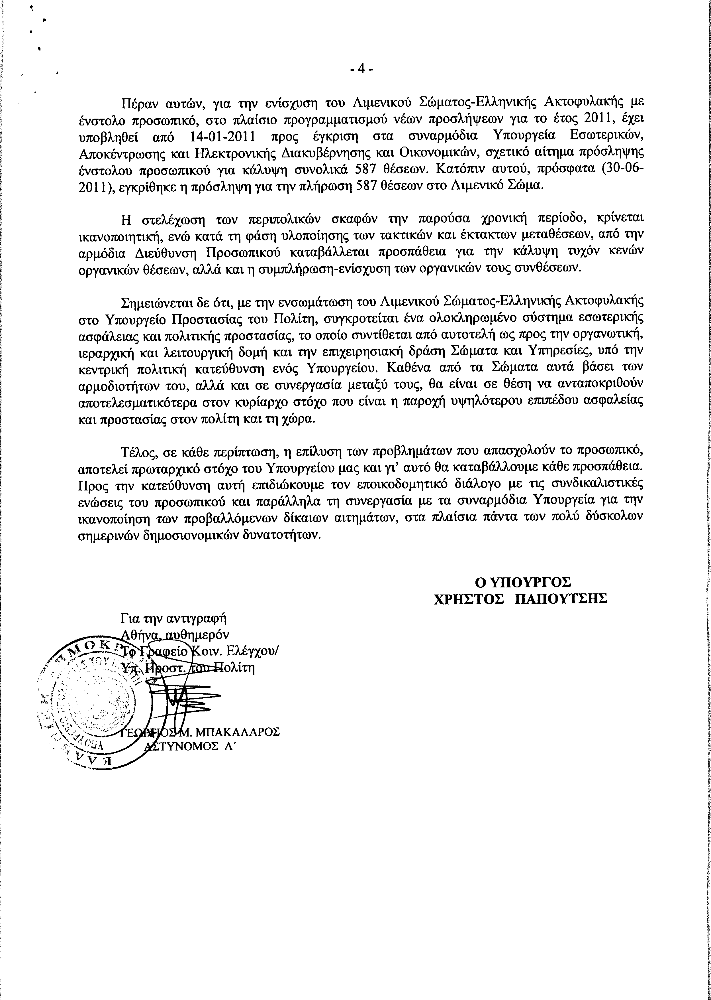 - 4 -
Πέραν αυτών, για την ενίσχυση του Λιμενικού Σώματος-Ελληνικής Ακτοφυλακής με
ένστολο προσωπικό, στο πλαίσιο προγραμματισμού νέων προσλήψεων για το έτος 2011, έχει
υποβληθεί από 14-01-2011 προς έγκριση στα συναρμόδια Υπουργεία Εσωτερικών,
Αποκέντρωσης και Ηλεκτρονικής Διακυβέρνησης και Οικονομικών, σχετικό αίτημα πρόσληψης
ένστολου προσωπικού για κάλυψη συνολικά 587 θέσεων. Κατόπιν αυτού, πρόσφατα (30-06-
2011), εγκρίθηκε η πρόσληψη για την πλήρωση 587 θέσεων στο Λιμενικό Σώμα.
Η στελέχωση των περιπολικών σκαφών την παρούσα χρονική περίοδο, κρίνεται
ικανοποιητική, ενώ κατά τη φάση υλοποίησης των τακτικών και έκτακτων μεταθέσεων, από την
αρμόδια Διεύθυνση Προσωπικού καταβάλλεται προσπάθεια για την κάλυψη τυχόν κενών
οργανικών θέσεων, αλλά και η συμπλήρωση-ενίσχυση των οργανικών τους συνθέσεων.
Σημειώνεται δε ότι, με την ενσωμάτωση του Λιμενικού Σώματος-Ελληνικής Ακτοφυλακής
στο Υπουργείο Προστασίας του Πολίτη, συγκροτείται ένα ολοκληρωμένο σύστημα εσωτερικής
ασφάλειας και πολιτικής προστασίας, το οποίο συντίθεται από αυτοτελή ως προς την οργανωτική,
ιεραρχική και λειτουργική δομή και την επιχειρησιακή δράση Σώματα και Υπηρεσίες, υπό την
κεντρική πολιτική κατεύθυνση ενός Υπουργείου. Καθένα από τα Σώματα αυτά βάσει των
αρμοδιοτήτων του, αλλά και σε συνεργασία μεταξύ τους, θα είναι σε θέση να ανταποκριθούν
αποτελεσματικότερα στον κυρίαρχο στόχο που είναι η παροχή υψηλότερου επιπέδου ασφαλείας
και προστασίας στον πολίτη και τη χώρα.
Τέλος, σε κάθε περίπτωση, η επίλυση των προβλημάτων που απασχολούν το προσωπικό,
αποτελεί πρωταρχικό στόχο του Υπουργείου μας και γι’ αυτό θα καταβάλλουμε κάθε προσπάθεια.
Προς την κατεύθυνση αυτή επιδιώκουμε τον εποικοδομητικό διάλογο με τις συνδικαλιστικές
ενώσεις του προσωπικού και παράλληλα τη συνεργασία με τα συναρμόδια Υπουργεία για την
ικανοποίηση των προβαλλόμενων δίκαιων αιτημάτων, στα πλαίσια πάντα των πολύ δύσκολων
σημερινών δημοσιονομικών δυνατοτήτων.
Ο ΥΠΟΥΡΓΟΣ
ΧΡΗΣΤΟΣ ΠΑΠΟΥΤΣΗΣ
Για την αντιγραφή
Αθήνα, αυθημερόν
Το Γραφείο Κοιν. Ελέγχου/
Υπ. Προστ. του Πολίτη
ΓΕΩΡΓΙΟΣ Μ. ΜΠΑΚΑΛΑΡΟΣ
ΑΣΤΥΝΟΜΟΣ Α΄